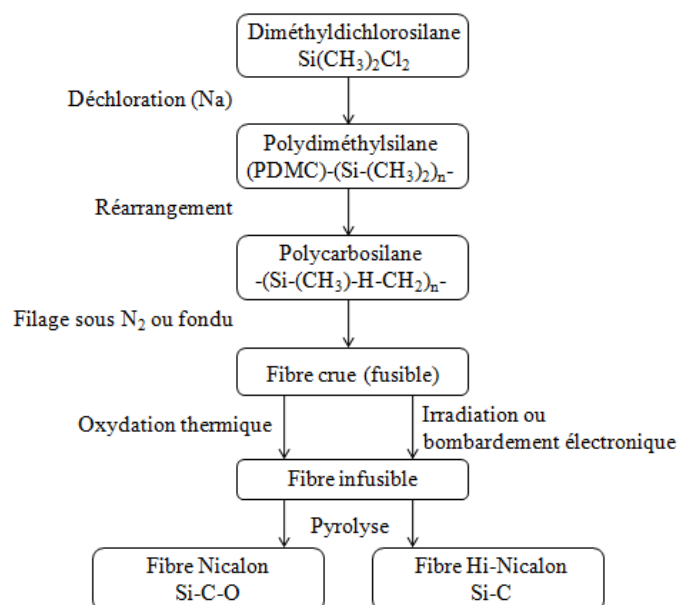 Diméthyldichlorosilane
Si(CH₃)₂Cl₂
Déchloration (Na)
Polydiméthylsilane
(PDMC)-(Si-(CH₃)₂)ₙ-
Réarrangement
Polycarbosilane
-(Si-(CH₃)-H-CH₂)ₙ-
Filage sous N₂ ou fondu
Fibre crue (fusible)
Oxydation thermique
Irradiation ou
bombardement électronique
Fibre infusible
Pyrolyse
Fibre Nicalon
Si-C-O
Fibre Hi-Nicalon
Si-C